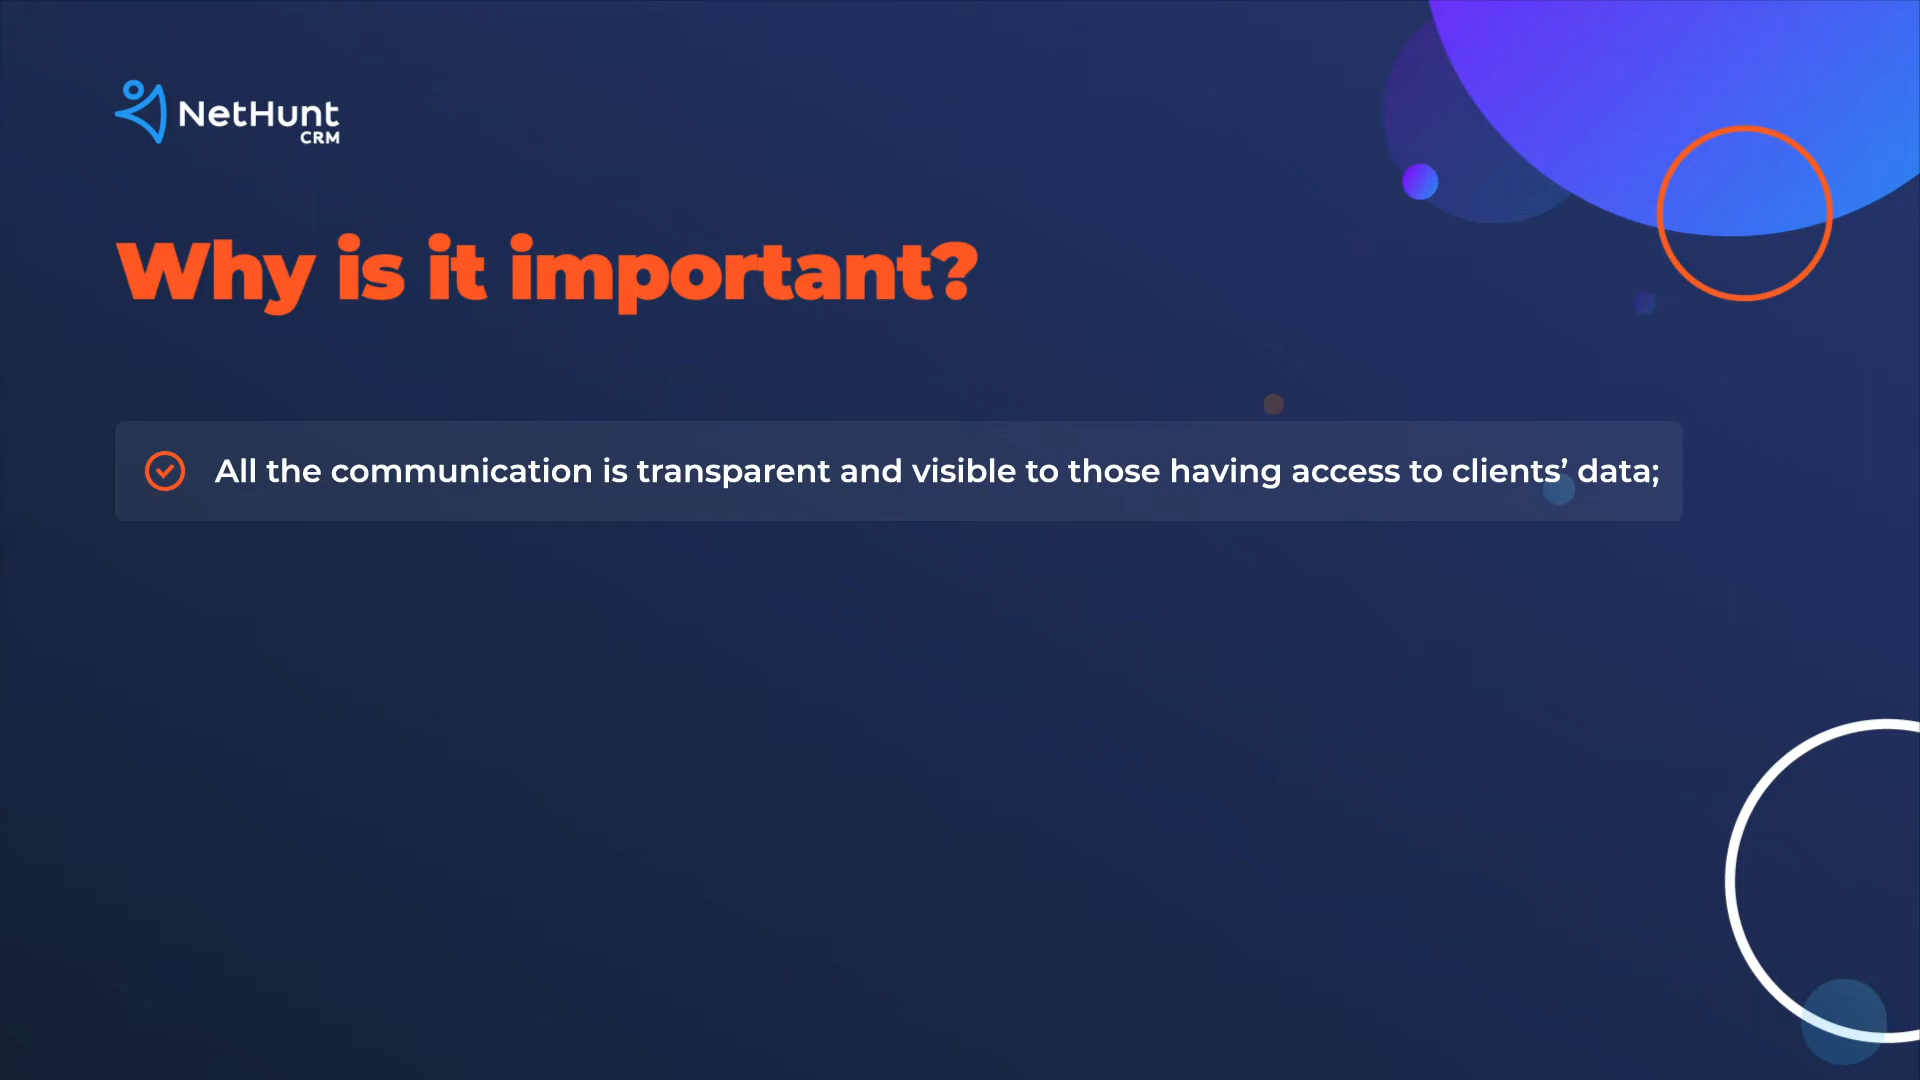 NetHunt
CRM
Why is it important?
All the communication is transparent and visible to those having access to clients’ data;